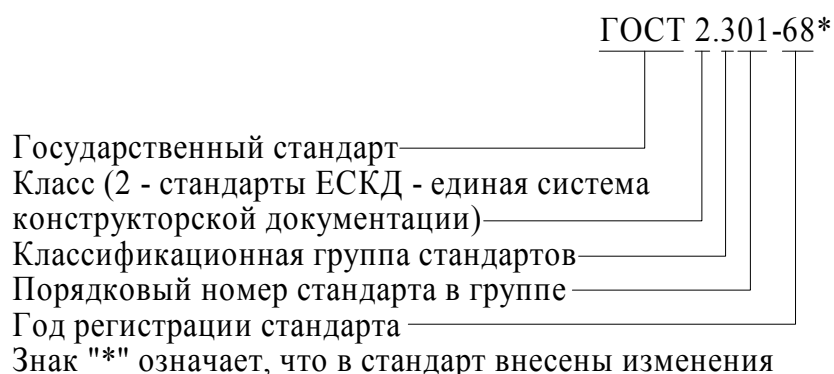 ГОСТ 2.301-68*
Государственный стандарт
Класс (2 - стандарты ЕСКД - единая система
конструкторской документации)
Классификационная группа стандартов
Порядковый номер стандарта в группе
Год регистрации стандарта
Знак "*" означает, что в стандарт внесены изменения